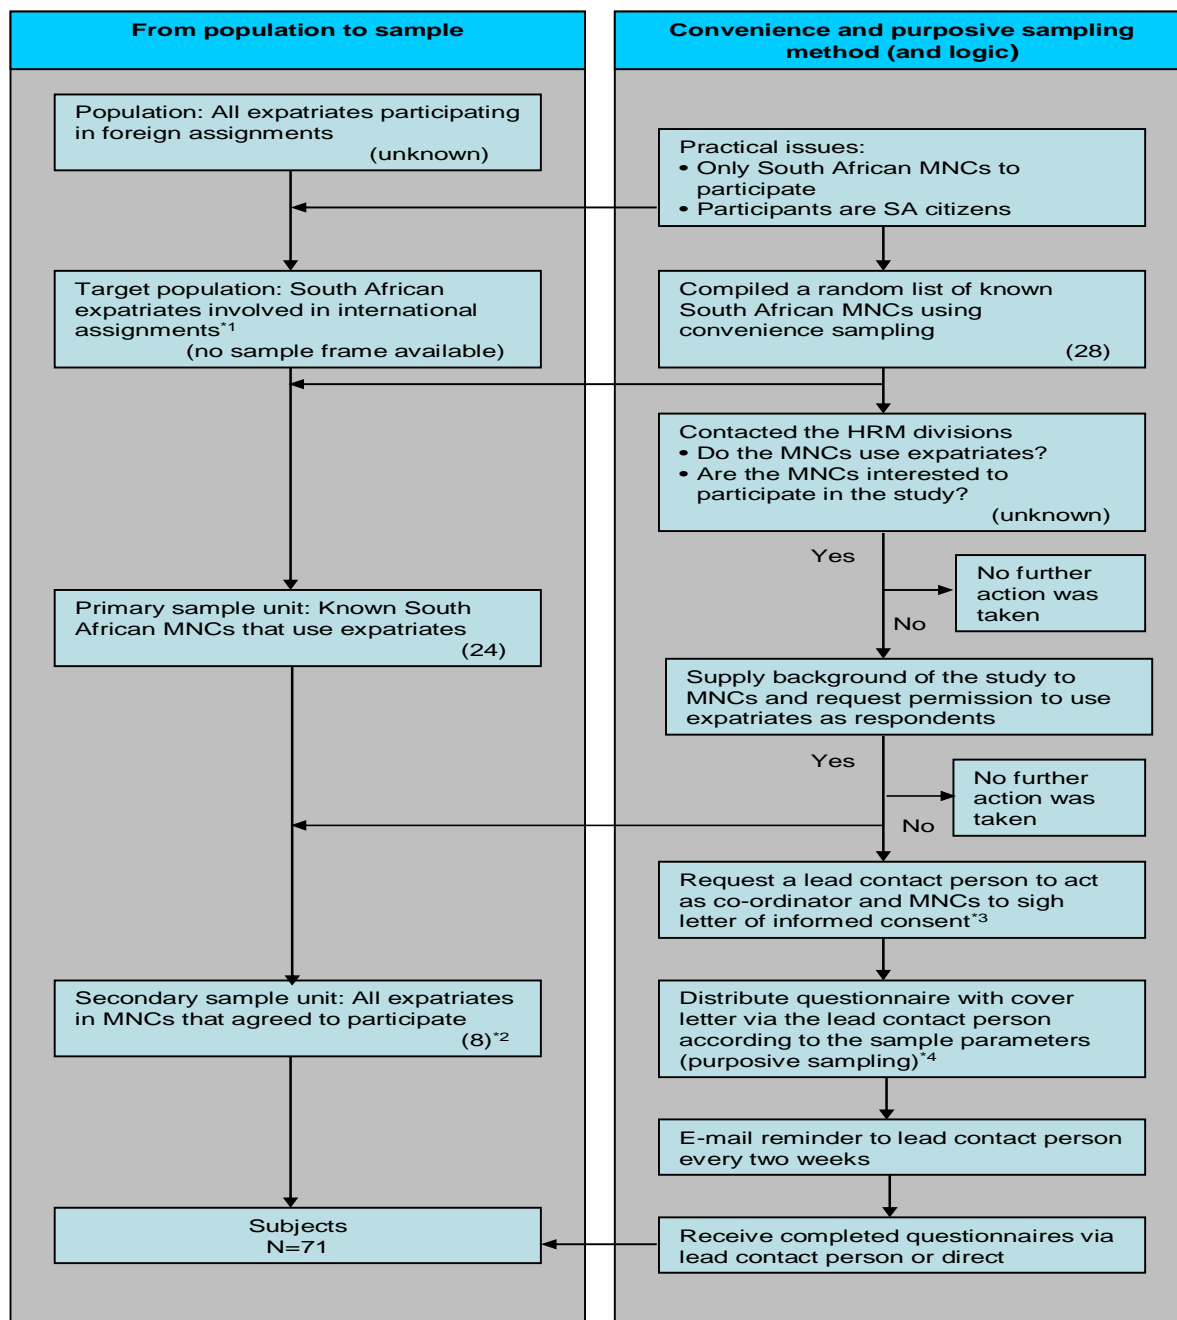 From population to sample
Population: All expatriates participating
in foreign assignments
(unknown)
Target population: South African
expatriates involved in international
assignments*1
(no sample frame available)
Primary sample unit: Known South
African MNCs that use expatriates
(24)
Secondary sample unit: All expatriates
in MNCs that agreed to participate
(8)*2
Subjects
N=71
Convenience and purposive sampling
method (and logic)
Practical issues:
• Only South African MNCs to
participate
• Participants are SA citizens
Compiled a random list of known
South African MNCs using
convenience sampling
(28)
Contacted the HRM divisions
• Do the MNCs use expatriates?
• Are the MNCs interested to
participate in the study?
(unknown)
Yes
No further
action was
taken
No
Supply background of the study to
MNCs and request permission to use
expatriates as respondents
Yes
No further
action was
taken
No
Request a lead contact person to act
as co-ordinator and MNCs to sigh
letter of informed consent*3
Distribute questionnaire with cover
letter via the lead contact person
according to the sample parameters
(purposive sampling)*4
E-mail reminder to lead contact person
every two weeks
Receive completed questionnaires via
lead contact person or direct